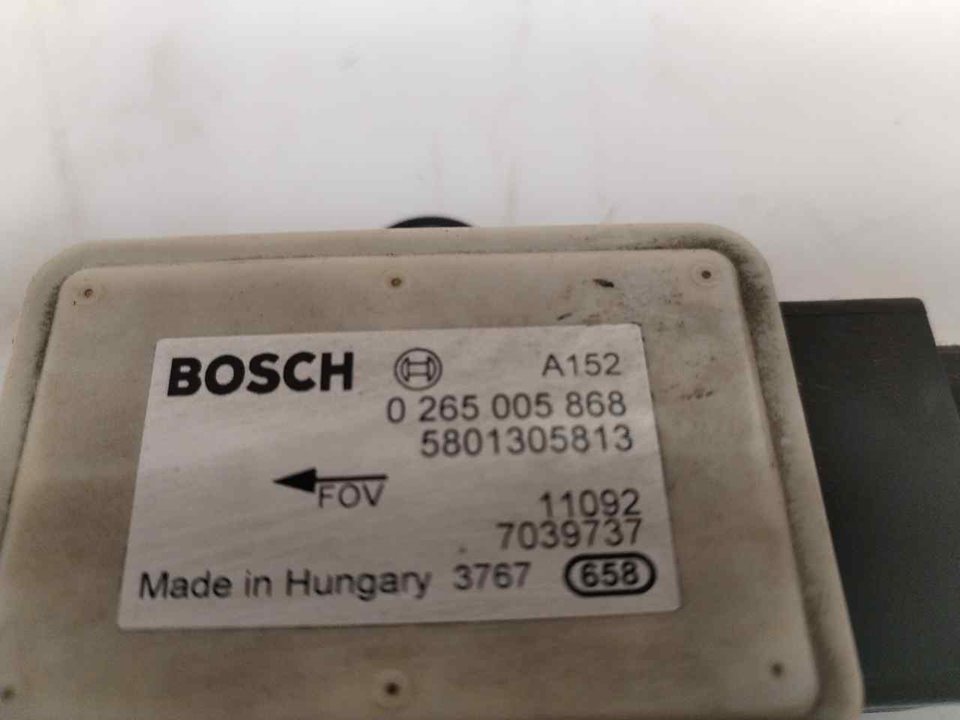 BOSCH A152
0 265 005 868
5801305813
FOV
11092
7039737
Made in Hungary 3767 658